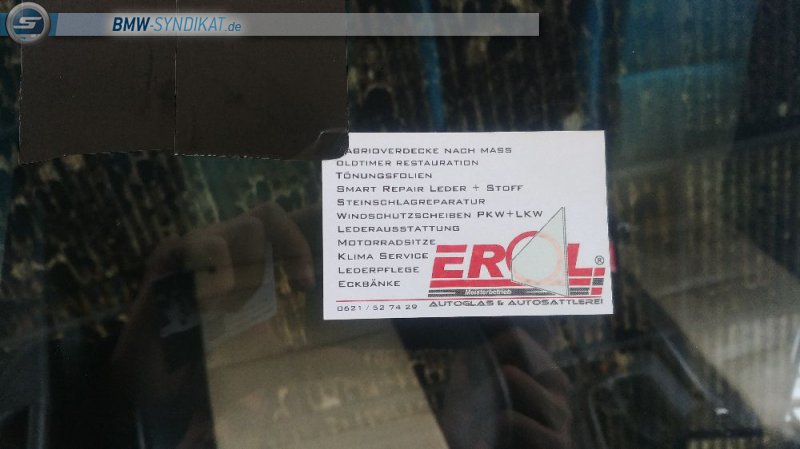 BMW-SYNDIKAT.de
ABRIOVERDECKE NACH MASS
OLDTIMER RESTAURATION
TÖNUNGSFOLIEN
SMART REPAIR LEDER + STOFF
STEINSCHLAGREPARATUR
WINDSCHUTZSCHEIBEN PKW+LKW
LEDERAUSSTATTUNG
MOTORRADSITZE
KLIMA SERVICE
LEDERPFLEGE
ECKBÄNKE
EROL ®
Meisterbetrieb
0621 / 52 74 29 AUTOGLAS & AUTOSATTLEREI